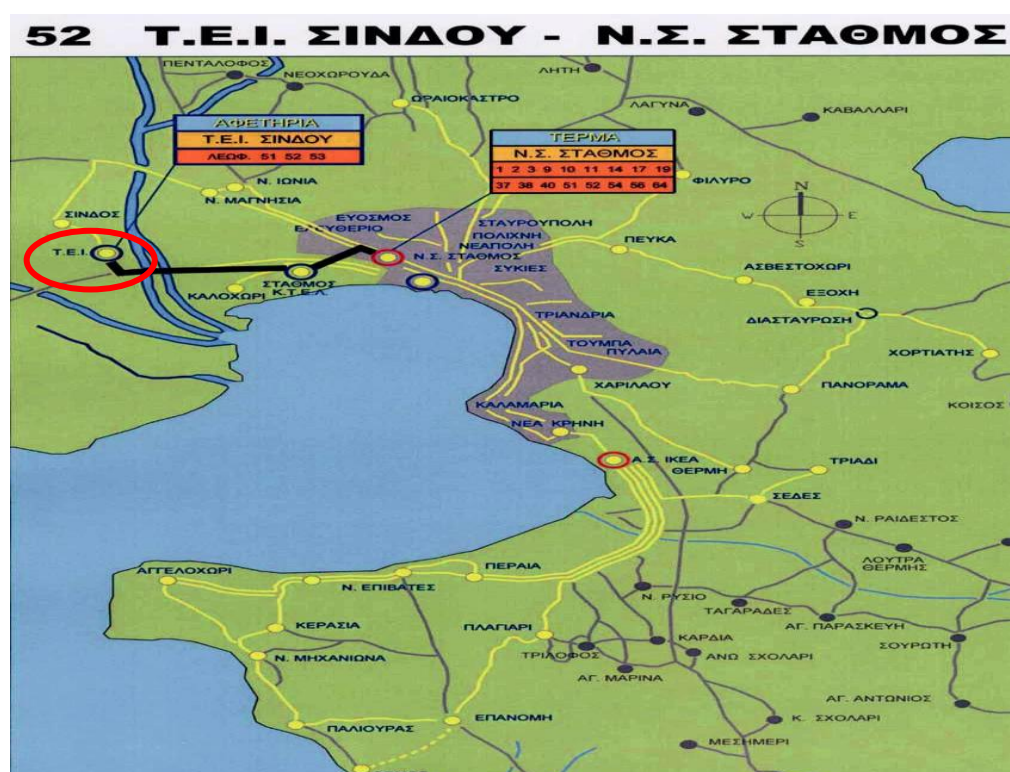 52 Τ.Ε.Ι. ΣΙΝΔΟΥ - Ν.Σ. ΣΤΑΘΜΟΣ
ΠΕΝΤΑΛΟΦΟΣ
ΝΕΟΧΩΡΟΥΔΑ
ΛΗΤΗ
ΩΡΑΙΟΚΑΣΤΡΟ
ΛΑΓΥΝΑ
ΚΑΒΑΛΛΑΡΙ
ΑΦΕΤΗΡΙΑ
Τ.Ε.Ι. ΣΙΝΔΟΥ
ΛΕΩΦ. 51 52 53
ΤΕΡΜΑ
Ν.Σ. ΣΤΑΘΜΟΣ
1 2 3 9 10 11 14 17 19
37 38 40 51 52 54 56 64
ΦΙΛΥΡΟ
Ν. ΙΩΝΙΑ
Ν. ΜΑΓΝΗΣΙΑ
N
W E
S
ΣΙΝΔΟΣ
ΕΥΟΣΜΟΣ
ΕΛΕΥΘΕΡΙΟ
ΣΤΑΥΡΟΥΠΟΛΗ
ΠΟΛΙΧΝΗ
ΝΕΑΠΟΛΗ
Ν.Σ. ΣΤΑΘΜΟΣ
ΣΥΚΙΕΣ
ΠΕΥΚΑ
Τ.Ε.Ι.
ΑΣΒΕΣΤΟΧΩΡΙ
ΣΤΑΘΜΟΣ
Κ.Τ.Ε.Λ.
ΚΑΛΟΧΩΡΙ
ΕΞΟΧΗ
ΔΙΑΣΤΑΥΡΩΣΗ
ΤΡΙΑΝΔΡΙΑ
ΤΟΥΜΠΑ
ΠΥΛΑΙΑ
ΧΟΡΤΙΑΤΗΣ
ΧΑΡΙΛΑΟΥ
ΠΑΝΟΡΑΜΑ
ΚΑΛΑΜΑΡΙΑ
ΚΟΙΣΟΣ
ΝΕΑ ΚΡΗΝΗ
Α.Σ. ΙΚΕΑ
ΘΕΡΜΗ
ΤΡΙΑΔΙ
ΣΕΔΕΣ
Ν. ΡΑΙΔΕΣΤΟΣ
ΛΟΥΤΡΑ
ΘΕΡΜΗΣ
ΑΓΓΕΛΟΧΩΡΙ
Ν. ΕΠΙΒΑΤΕΣ
ΠΕΡΑΙΑ
Ν. ΡΥΣΙΟ
ΤΑΓΑΡΑΔΕΣ
ΑΓ. ΠΑΡΑΣΚΕΥΗ
ΚΕΡΑΣΙΑ
ΠΛΑΓΙΑΡΙ
ΚΑΡΔΙΑ
ΣΟΥΡΩΤΗ
Ν. ΜΗΧΑΝΙΩΝΑ
ΤΡΙΛΟΦΟΣ
ΑΝΩ ΣΧΟΛΑΡΙ
ΑΓ. ΜΑΡΙΝΑ
ΑΓ. ΑΝΤΩΝΙΟΣ
ΠΑΛΙΟΥΡΑΣ
ΕΠΑΝΟΜΗ
Κ. ΣΧΟΛΑΡΙ
ΜΕΣΗΜΕΡΙ